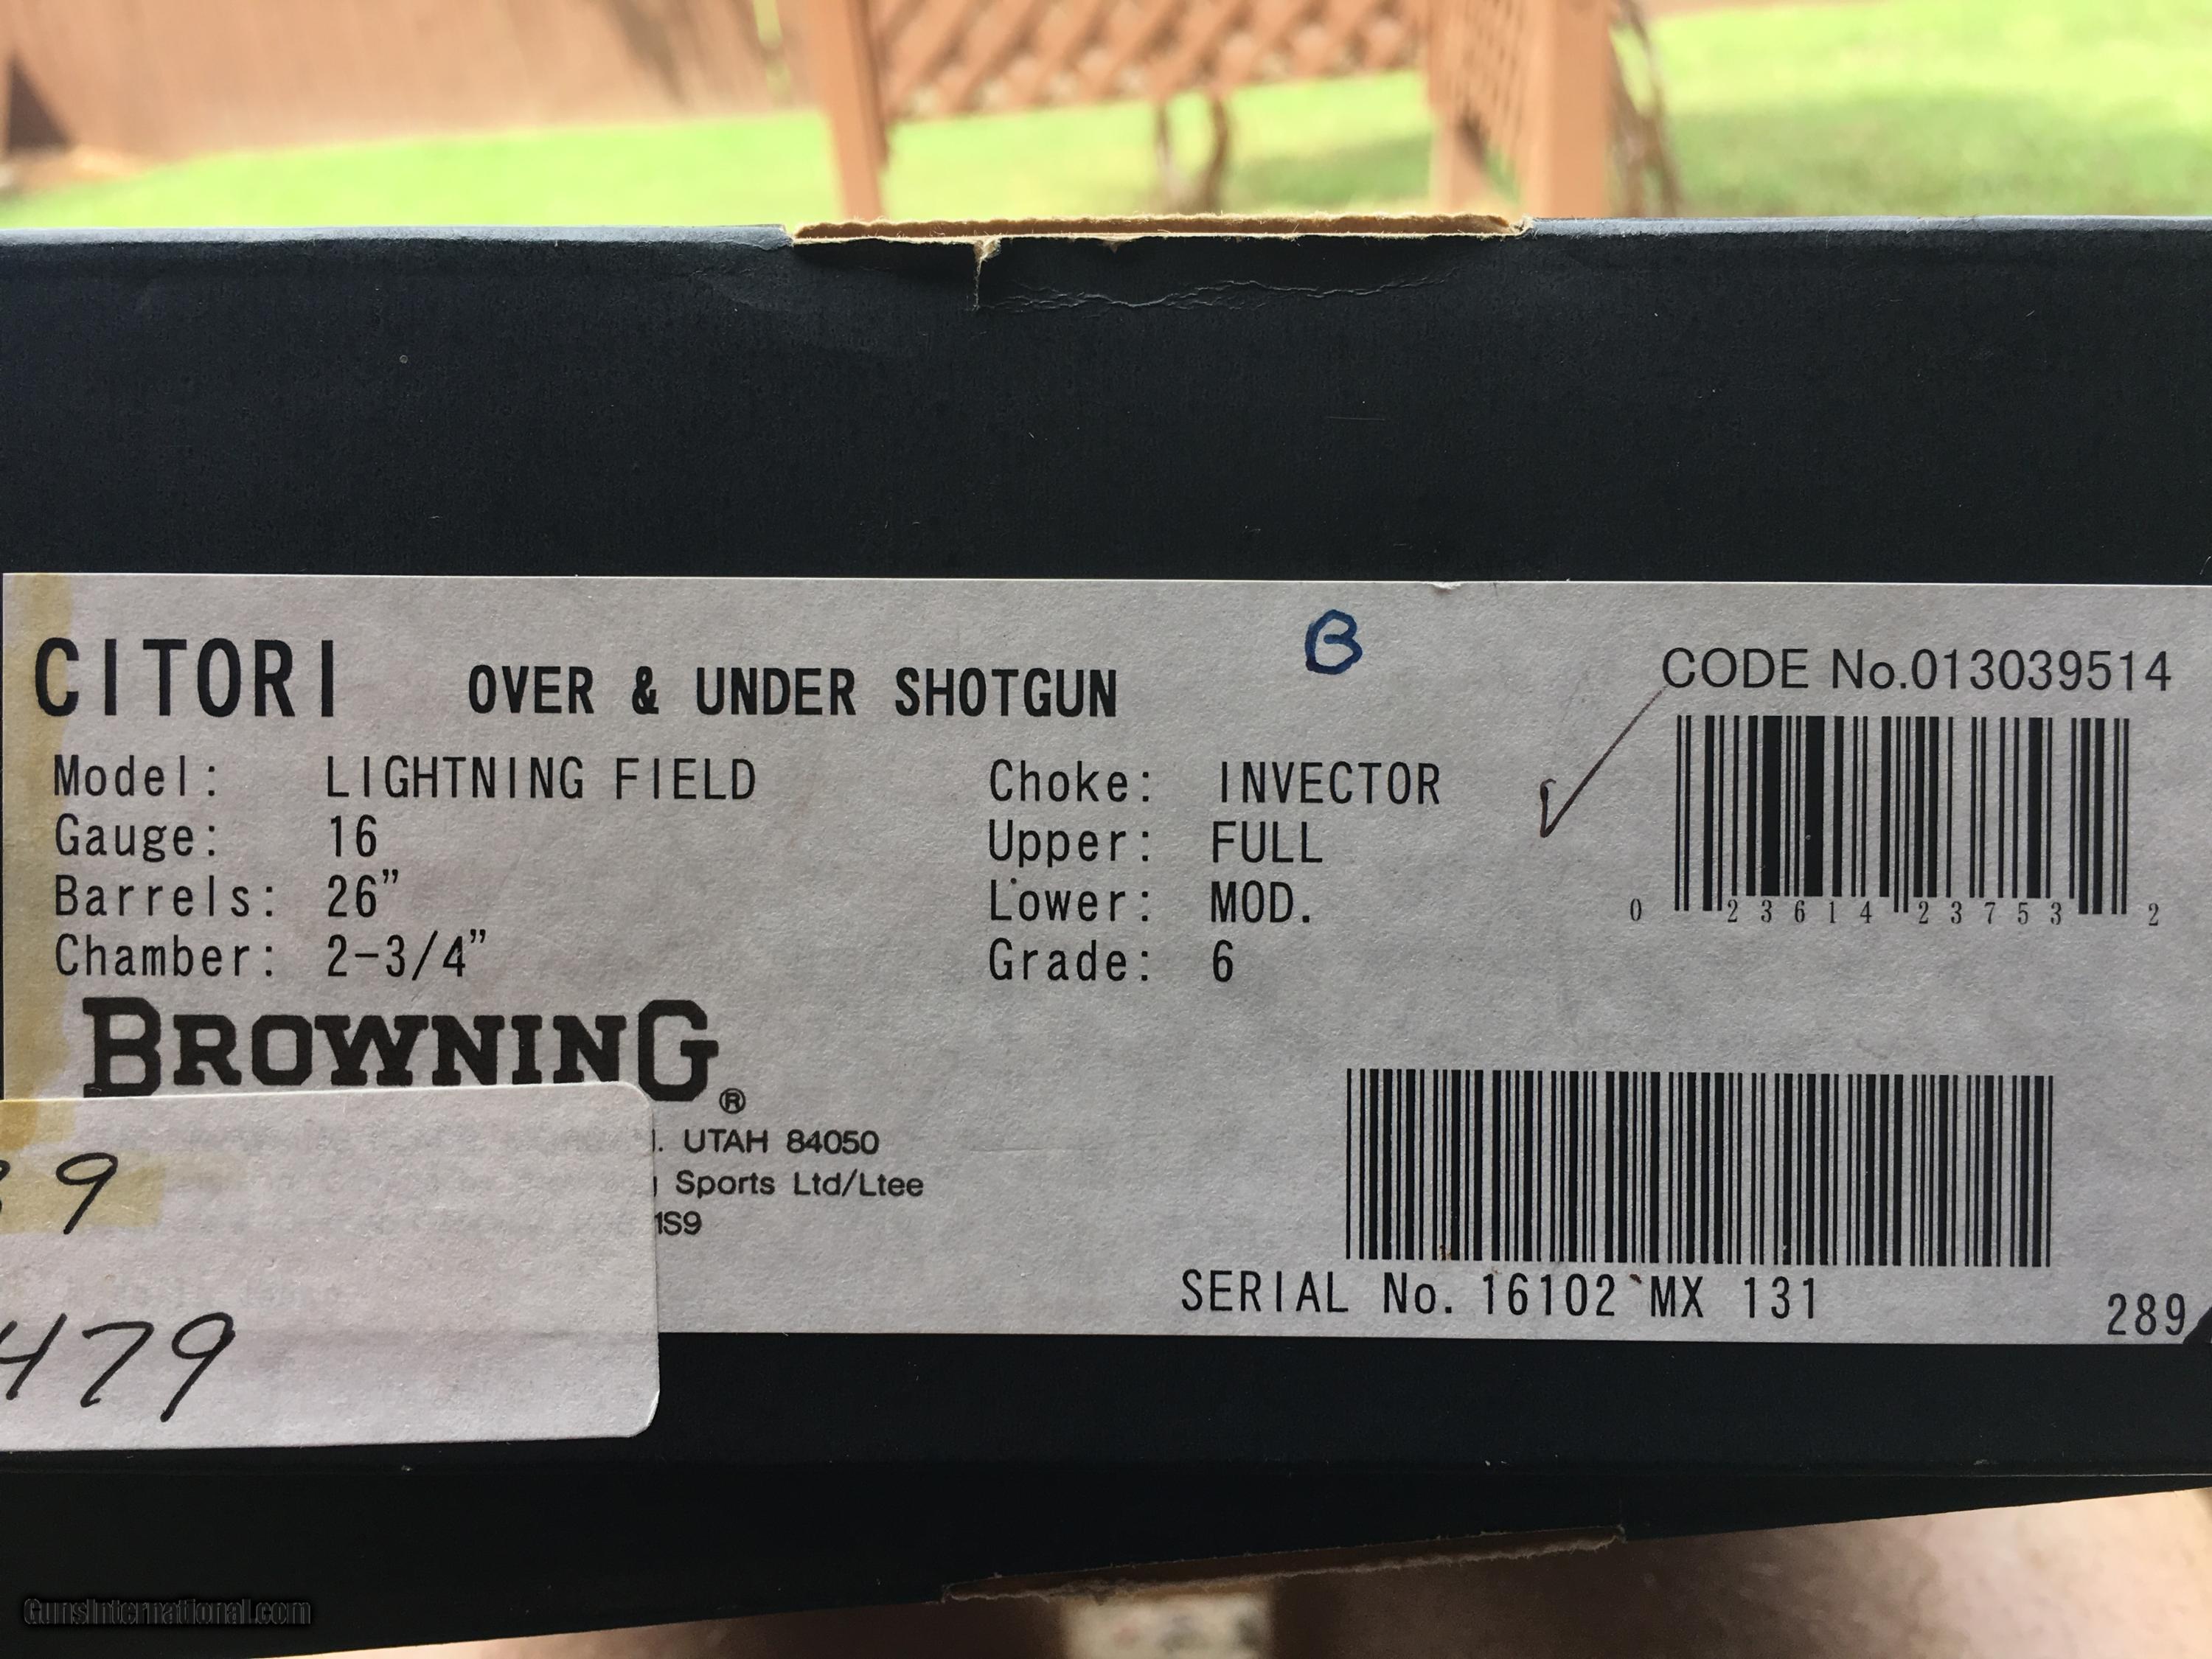 CITORI OVER & UNDER SHOTGUN
B
CODE No.013039514
Model: LIGHTNING FIELD
Gauge: 16
Barrels: 26"
Chamber: 2-3/4"
Choke: INVECTOR
Upper: FULL
Lower: MOD.
Grade: 6
0 23614 23753 2
BROWNING®
UTAH 84050
Sports Ltd/Ltee
1S9
9
479
SERIAL No. 16102 MX 131
289
GunsInternational.com